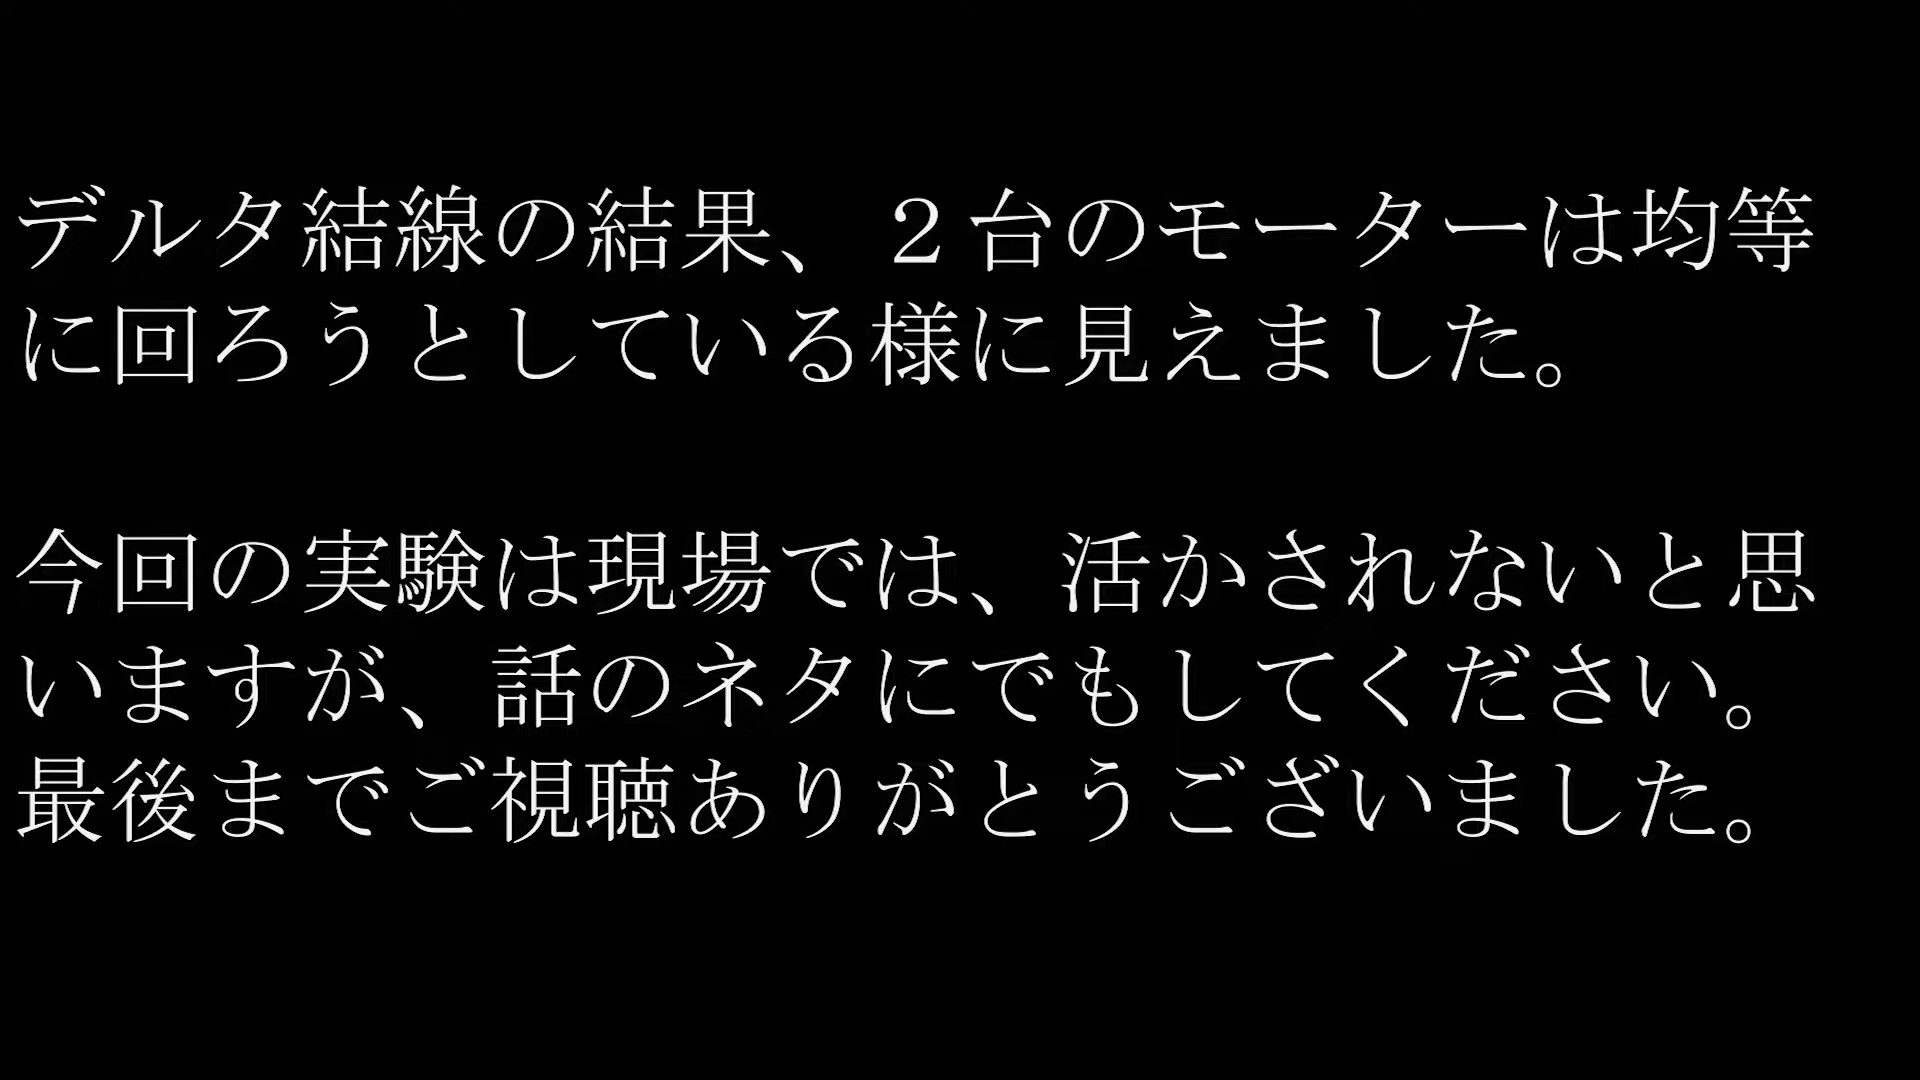 デルタ結線の結果、２台のモーターは均等
に回ろうとしている様に見えました。
今回の実験は現場では、活かされないと思
いますが、話のネタにでもしてください。
最後までご視聴ありがとうございました。